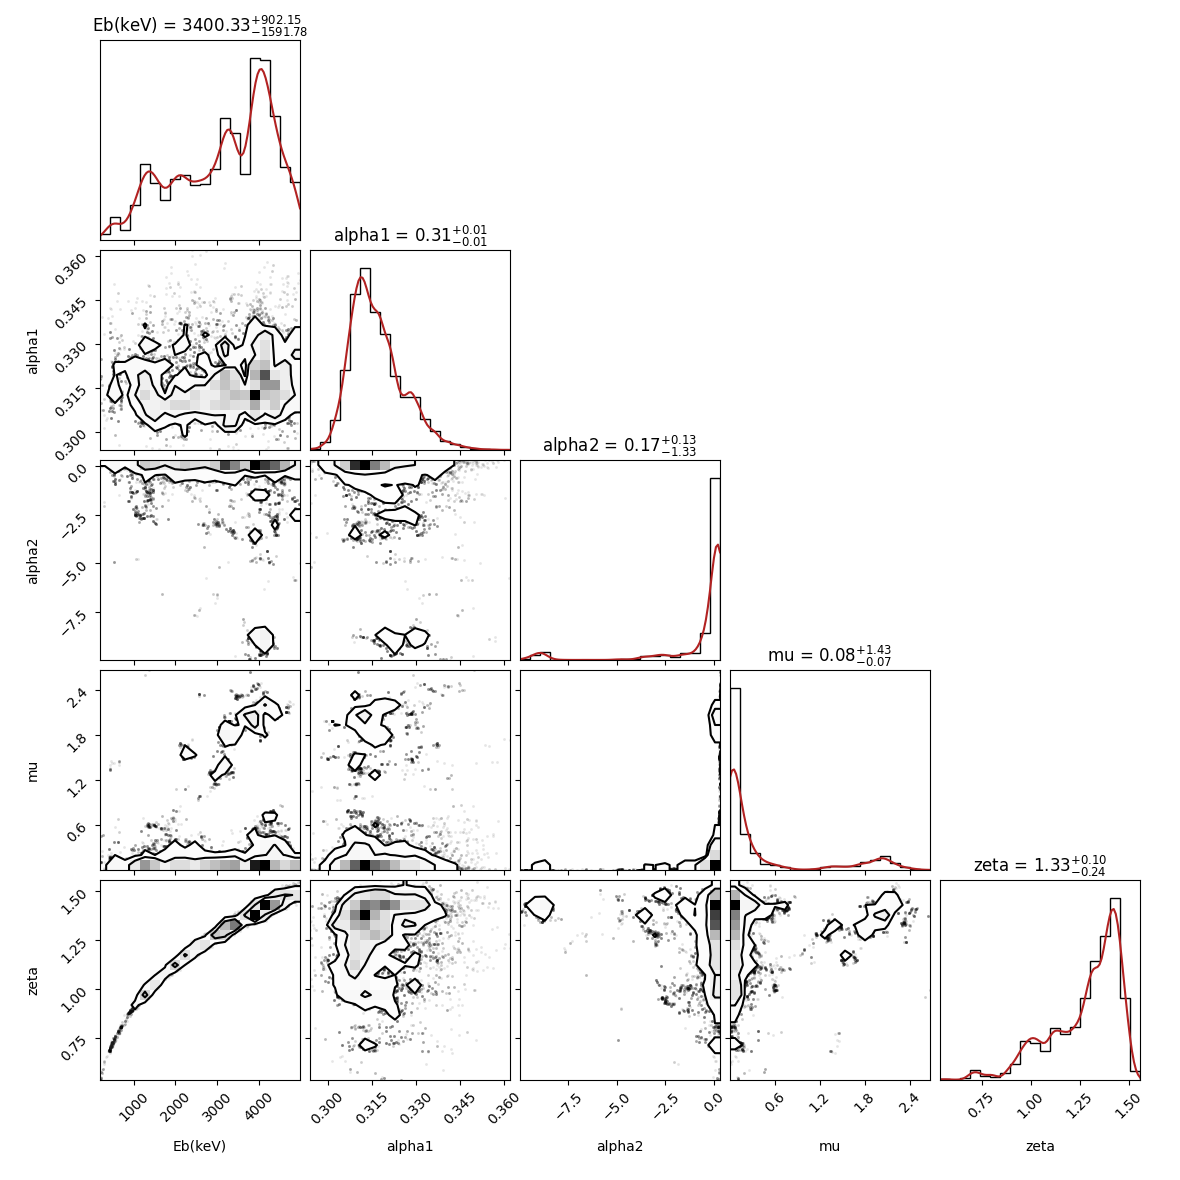 Eb(keV) = 3400.33+902.15−1591.78
alpha1 = 0.31+0.01−0.01
0.360
0.345
0.330
0.315
0.300
alpha1
alpha2 = 0.17+0.13−1.33
0.0
−2.5
−5.0
−7.5
alpha2
mu = 0.08+1.43−0.07
2.4
1.8
1.2
0.6
mu
zeta = 1.33+0.10−0.24
1.50
1.25
1.00
0.75
zeta
1000 2000 3000 4000 0.300 0.315 0.330 0.345 0.360 −7.5 −5.0 −2.5 0.0 0.6 1.2 1.8 2.4 0.75 1.00 1.25 1.50
Eb(keV) alpha1 alpha2 mu zeta